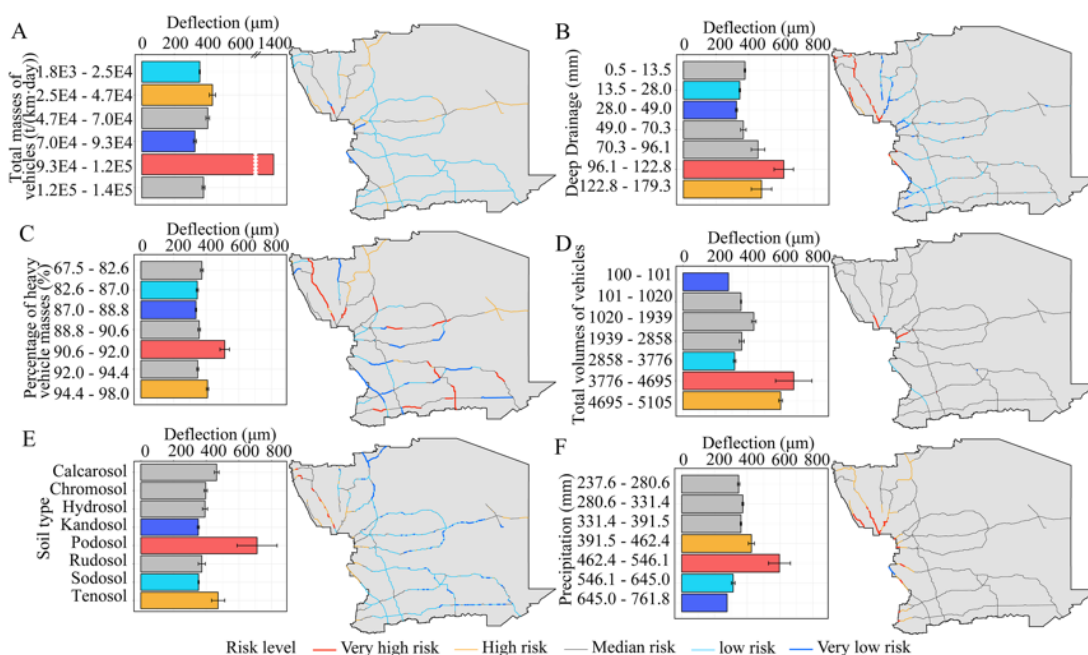 A
Deflection (μm)
0 200 400 600 1400
Total masses of
vehicles (t/(km·day))
1.8E3 - 2.5E4
2.5E4 - 4.7E4
4.7E4 - 7.0E4
7.0E4 - 9.3E4
9.3E4 - 1.2E5
1.2E5 - 1.4E5
B
Deflection (μm)
0 200 400 600 800
Deep Drainage (mm)
0.5 - 13.5
13.5 - 28.0
28.0 - 49.0
49.0 - 70.3
70.3 - 96.1
96.1 - 122.8
122.8 - 179.3
C
Deflection (μm)
0 200 400 600 800
Percentage of heavy
vehicle masses (%)
67.5 - 82.6
82.6 - 87.0
87.0 - 88.8
88.8 - 90.6
90.6 - 92.0
92.0 - 94.4
94.4 - 98.0
D
Deflection (μm)
0 200 400 600 800
Total volumes of vehicles
100 - 101
101 - 1020
1020 - 1939
1939 - 2858
2858 - 3776
3776 - 4695
4695 - 5105
E
Deflection (μm)
0 200 400 600 800
Soil type
Calcarosol
Chromosol
Hydrosol
Kandosol
Podosol
Rudosol
Sodosol
Tenosol
F
Deflection (μm)
0 200 400 600 800
Precipitation (mm)
237.6 - 280.6
280.6 - 331.4
331.4 - 391.5
391.5 - 462.4
462.4 - 546.1
546.1 - 645.0
645.0 - 761.8
Risk level Very high risk High risk Median risk low risk Very low risk